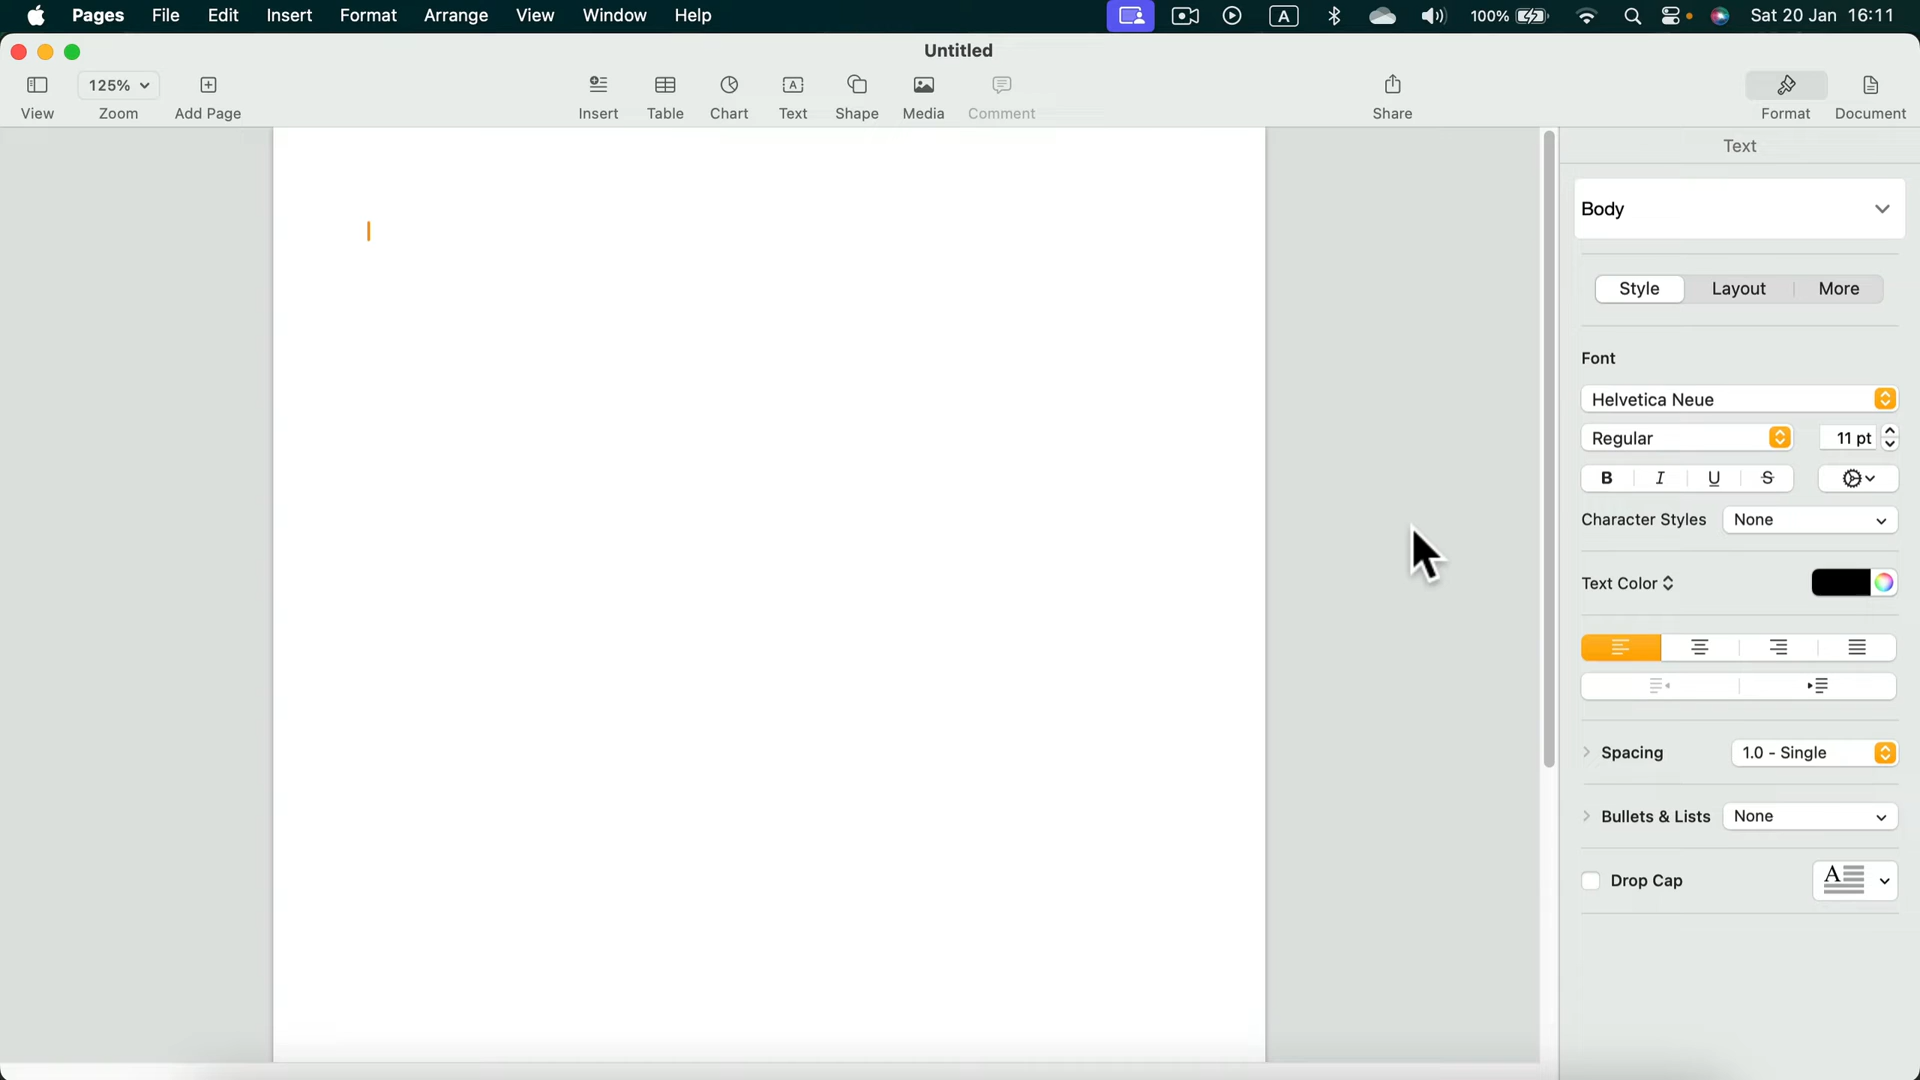 Pages File Edit Insert Format Arrange View Window Help A 100% Sat 20 Jan 16:11
Untitled
125%
View Zoom Add Page Insert Table Chart Text Shape Media Comment Share Format Document
Text
Body
Style Layout More
Font
Helvetica Neue
Regular 11 pt
B I U S
Character Styles None
Text Color
Spacing 1.0 - Single
Bullets & Lists None
Drop Cap A